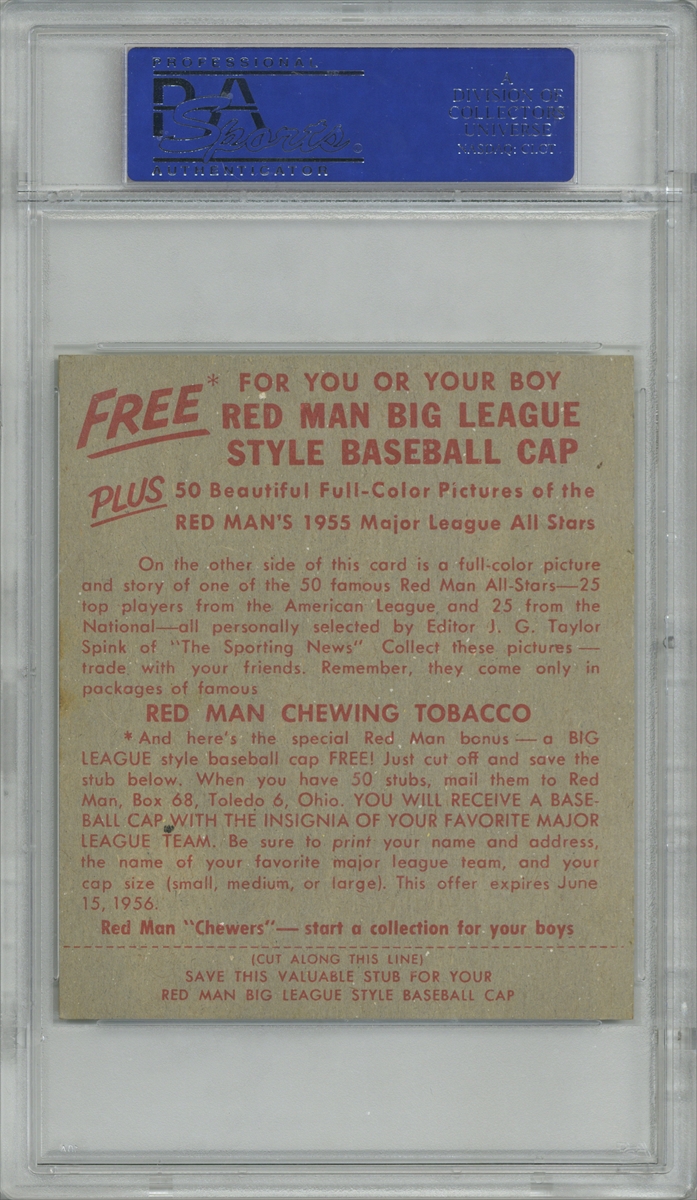 PROFESSIONAL
PSA
AUTHENTICATOR
A
DIVISION OF
COLLECTORS
UNIVERSE
NASDAQ: CLCT
FREE* FOR YOU OR YOUR BOY
RED MAN BIG LEAGUE
STYLE BASEBALL CAP
PLUS 50 Beautiful Full-Color Pictures of the
RED MAN'S 1955 Major League All Stars
On the other side of this card is a full-color picture
and story of one of the 50 famous Red Man All-Stars—25
top players from the American League and 25 from the
National—all personally selected by Editor J. G. Taylor
Spink of "The Sporting News" Collect these pictures —
trade with your friends. Remember, they come only in
packages of famous
RED MAN CHEWING TOBACCO
* And here's the special Red Man bonus — a BIG
LEAGUE style baseball cap FREE! Just cut off and save the
stub below. When you have 50 stubs, mail them to Red
Man, Box 68, Toledo 6, Ohio. YOU WILL RECEIVE A BASE-
BALL CAP WITH THE INSIGNIA OF YOUR FAVORITE MAJOR
LEAGUE TEAM. Be sure to print your name and address,
the name of your favorite major league team, and your
cap size (small, medium, or large). This offer expires June
15, 1956.
Red Man "Chewers"— start a collection for your boys
(CUT ALONG THIS LINE)
SAVE THIS VALUABLE STUB FOR YOUR
RED MAN BIG LEAGUE STYLE BASEBALL CAP